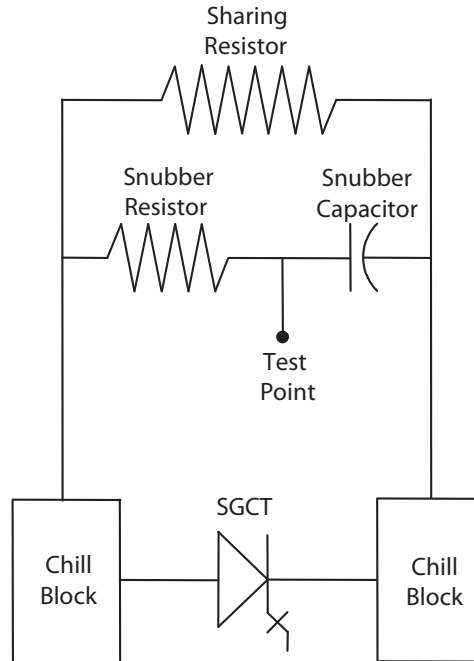 Sharing
Resistor
Snubber
Resistor
Snubber
Capacitor
Test
Point
SGCT
Chill
Block
Chill
Block